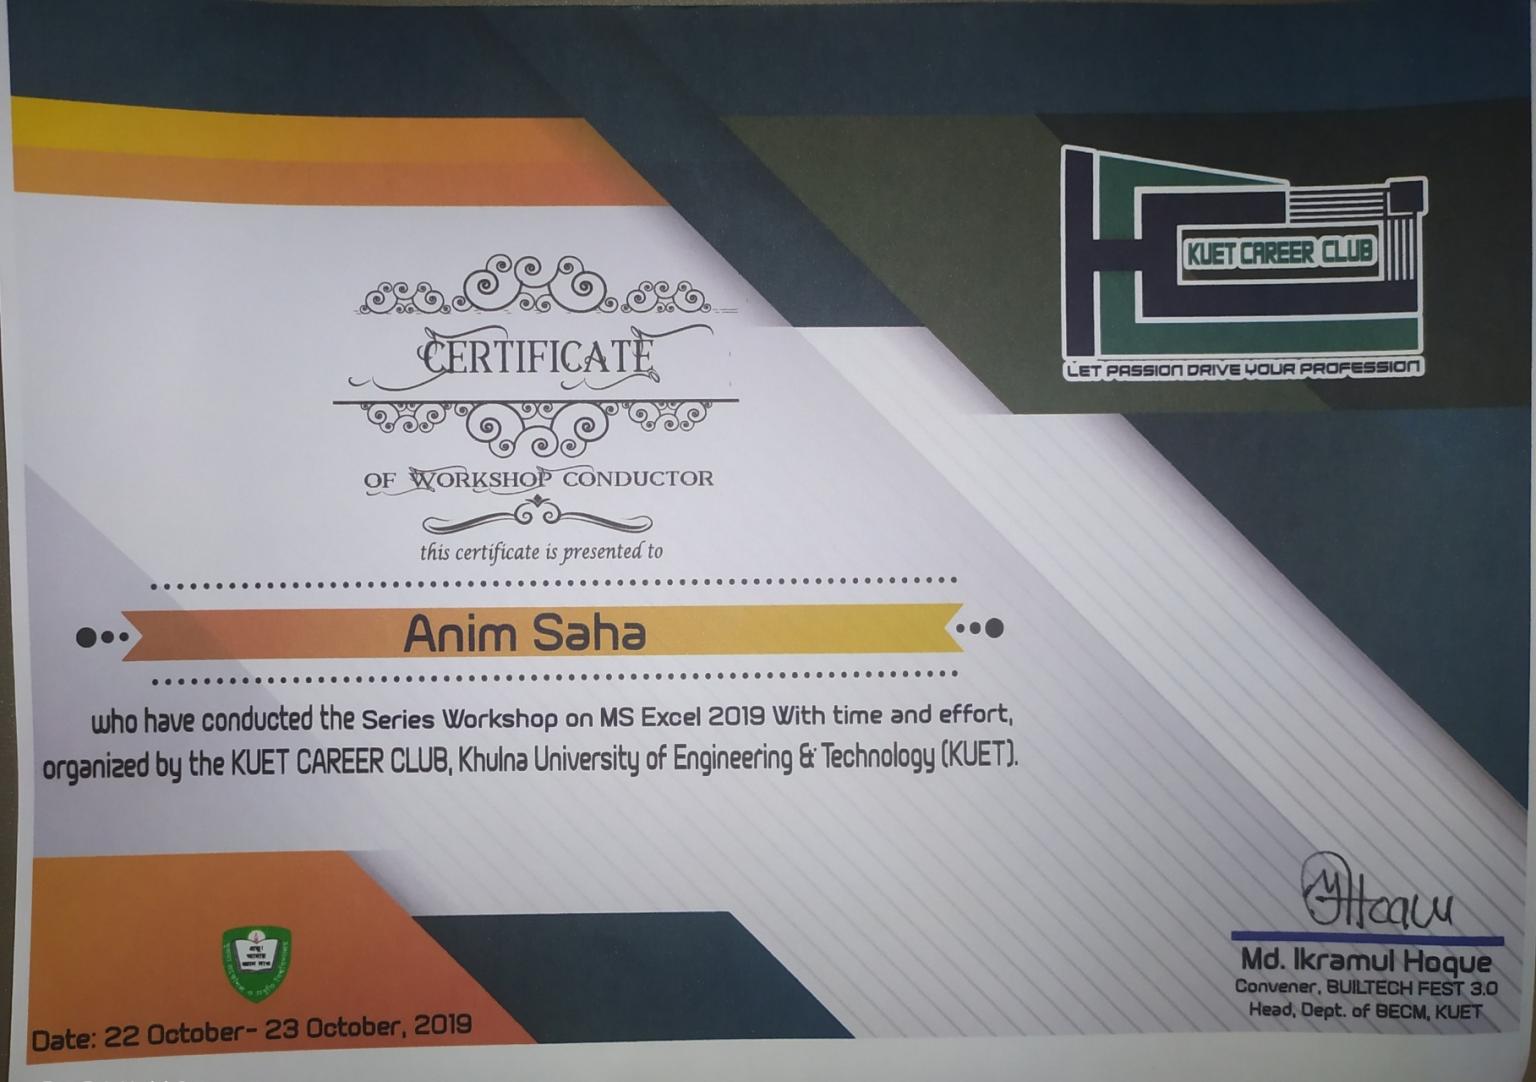 KUET CAREER CLUB
LET PASSION DRIVE YOUR PROFESSION
CERTIFICATE
OF WORKSHOP CONDUCTOR
this certificate is presented to
Anim Saha
who have conducted the Series Workshop on MS Excel 2019 With time and effort,
organized by the KUET CAREER CLUB, Khulna University of Engineering & Technology (KUET).
প্রভু!
আমায়
জ্ঞান দাও
Date: 22 October- 23 October, 2019
Md. Ikramul Hoque
Convener, BUILTECH FEST 3.0
Head, Dept. of BECM, KUET